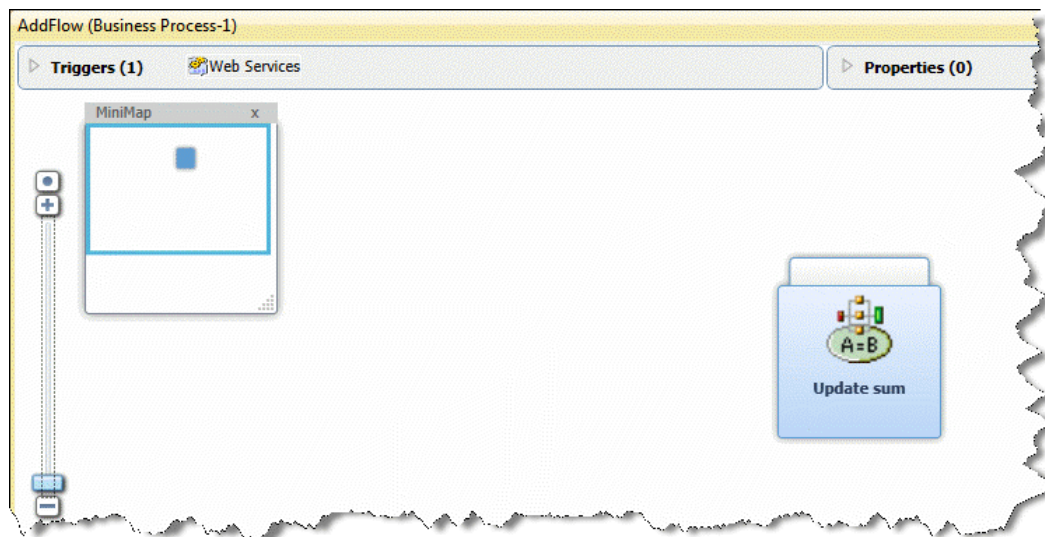 AddFlow (Business Process-1)
Triggers (1) Web Services Properties (0)
MiniMap x
A=B
Update sum